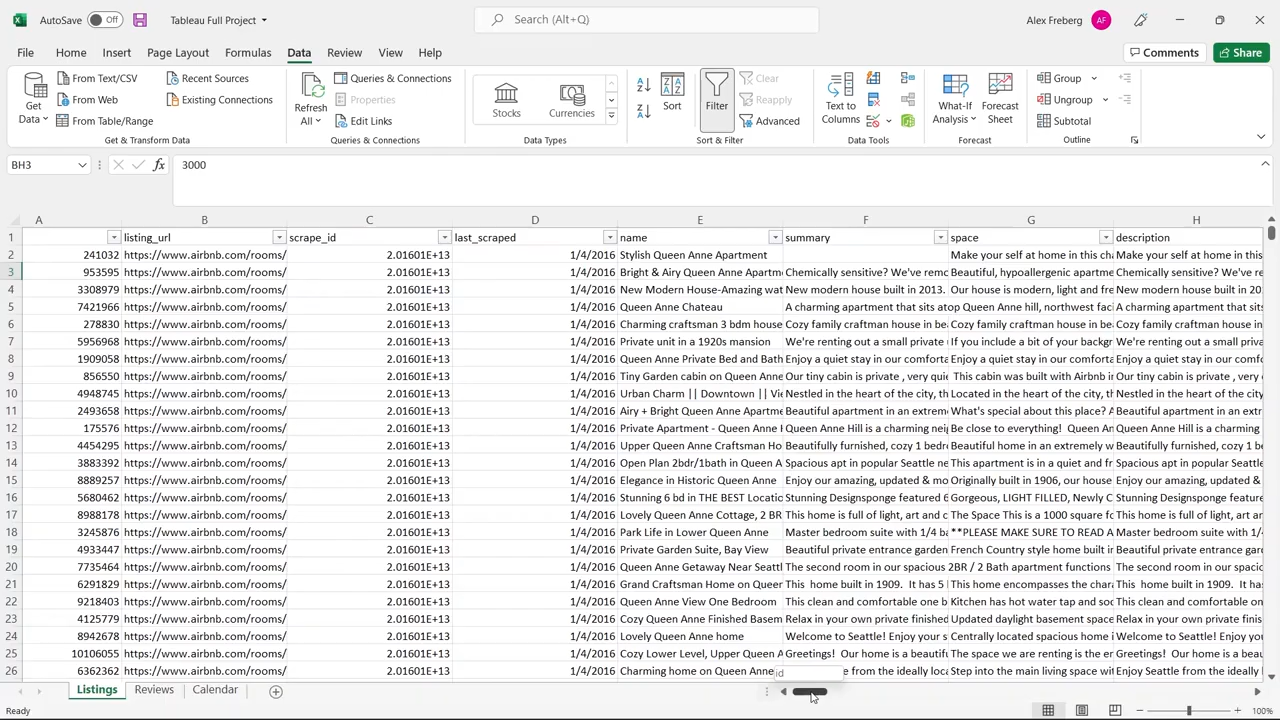 AutoSave Off Tableau Full Project Search (Alt+Q) Alex Freberg AF
File Home Insert Page Layout Formulas Data Review View Help Comments Share
Get Data
From Text/CSV
From Web
From Table/Range
Recent Sources
Existing Connections
Get & Transform Data
Refresh All
Queries & Connections
Properties
Edit Links
Queries & Connections
Stocks
Currencies
Data Types
Sort
Filter
Clear
Reapply
Advanced
Sort & Filter
Text to Columns
Data Tools
What-If Analysis
Forecast Sheet
Forecast
Group
Ungroup
Subtotal
Outline
BH3 fx 3000
A B C D E F G H
1 listing_url scrape_id last_scraped name summary space description
2 241032 https://www.airbnb.com/rooms/ 2.01601E+13 1/4/2016 Stylish Queen Anne Apartment Make your self at home in this cha Make your self at home in this
3 953595 https://www.airbnb.com/rooms/ 2.01601E+13 1/4/2016 Bright & Airy Queen Anne Apartm Chemically sensitive? We've remo Beautiful, hypoallergenic apartme Chemically sensitive? We've re
4 3308979 https://www.airbnb.com/rooms/ 2.01601E+13 1/4/2016 New Modern House-Amazing wat New modern house built in 2013. Our house is modern, light and fre New modern house built in 20
5 7421966 https://www.airbnb.com/rooms/ 2.01601E+13 1/4/2016 Queen Anne Chateau A charming apartment that sits atop Queen Anne hill, northwest faci A charming apartment that sits
6 278830 https://www.airbnb.com/rooms/ 2.01601E+13 1/4/2016 Charming craftsman 3 bdm house Cozy family craftman house in bea Cozy family craftman house in bea Cozy family craftman house in
7 5956968 https://www.airbnb.com/rooms/ 2.01601E+13 1/4/2016 Private unit in a 1920s mansion We're renting out a small private If you include a bit of your backgr We're renting out a small priva
8 1909058 https://www.airbnb.com/rooms/ 2.01601E+13 1/4/2016 Queen Anne Private Bed and Bath Enjoy a quiet stay in our comforta Enjoy a quiet stay in our comforta Enjoy a quiet stay in our comfo
9 856550 https://www.airbnb.com/rooms/ 2.01601E+13 1/4/2016 Tiny Garden cabin on Queen Anne Our tiny cabin is private , very quie This cabin was built with Airbnb in Our tiny cabin is private , very
10 4948745 https://www.airbnb.com/rooms/ 2.01601E+13 1/4/2016 Urban Charm || Downtown || Vie Nestled in the heart of the city, th Located in the heart of the city, th Nestled in the heart of the city
11 2493658 https://www.airbnb.com/rooms/ 2.01601E+13 1/4/2016 Airy + Bright Queen Anne Apartme Beautiful apartment in an extrem What's special about this place? A Beautiful apartment in an extre
12 175576 https://www.airbnb.com/rooms/ 2.01601E+13 1/4/2016 Private Apartment - Queen Anne H Queen Anne Hill is a charming neig Be close to everything! Queen An Queen Anne Hill is a charming
13 4454295 https://www.airbnb.com/rooms/ 2.01601E+13 1/4/2016 Upper Queen Anne Craftsman Ho Beautifully furnished, cozy 1 bedr Beautiful home in an extremely w Beautifully furnished, cozy 1 b
14 3883392 https://www.airbnb.com/rooms/ 2.01601E+13 1/4/2016 Open Plan 2bdr/1bath in Queen A Spacious apt in popular Seattle ne This apartment is in a quiet and fr Spacious apt in popular Seattl
15 8889257 https://www.airbnb.com/rooms/ 2.01601E+13 1/4/2016 Elegance in Historic Queen Anne Enjoy our amazing, updated & mo Originally built in 1906, our house Enjoy our amazing, updated &
16 5680462 https://www.airbnb.com/rooms/ 2.01601E+13 1/4/2016 Stunning 6 bd in THE BEST Locatio Stunning Designsponge featured 6 Gorgeous, LIGHT FILLED, Newly C Stunning Designsponge feature
17 8988178 https://www.airbnb.com/rooms/ 2.01601E+13 1/4/2016 Lovely Queen Anne Cottage, 2 BR This home is full of light, art and c The Space This is a 1000 square fo This home is full of light, art an
18 3245876 https://www.airbnb.com/rooms/ 2.01601E+13 1/4/2016 Park Life in Lower Queen Anne Master bedroom suite with 1/4 ba **PLEASE MAKE SURE TO READ A Master bedroom suite with 1/
19 4933447 https://www.airbnb.com/rooms/ 2.01601E+13 1/4/2016 Private Garden Suite, Bay View Beautiful private entrance garden French Country style home built in Beautiful private entrance gar
20 7735464 https://www.airbnb.com/rooms/ 2.01601E+13 1/4/2016 Queen Anne Getaway Near Seattl The second room in our spacious 2BR / 2 Bath apartment functions The second room in our spacio
21 6291829 https://www.airbnb.com/rooms/ 2.01601E+13 1/4/2016 Grand Craftsman Home on Queen This home built in 1909. It has 5 l This home encompasses the chara This home built in 1909. It has
22 9218403 https://www.airbnb.com/rooms/ 2.01601E+13 1/4/2016 Queen Anne View One Bedroom This clean and comfortable one b Kitchen has hot water tap and soc This clean and comfortable on
23 4125779 https://www.airbnb.com/rooms/ 2.01601E+13 1/4/2016 Cozy Queen Anne Finished Basem Relax in your own private finished Updated daylight basement space Relax in your own private finis
24 8942678 https://www.airbnb.com/rooms/ 2.01601E+13 1/4/2016 Lovely Queen Anne home Welcome to Seattle! Enjoy your s Centrally located spacious home i Welcome to Seattle! Enjoy you
25 10106055 https://www.airbnb.com/rooms/ 2.01601E+13 1/4/2016 Cozy Lower Level, Upper Queen A Greetings! Our home is a beautifu The space we are renting is the en Greetings! Our home is a beau
26 6362362 https://www.airbnb.com/rooms/ 2.01601E+13 1/4/2016 Charming home on Queen Anne from the ideally loca Step into the main living space wit Enjoy Seattle from the ideally l
id
Listings Reviews Calendar
Ready 100%